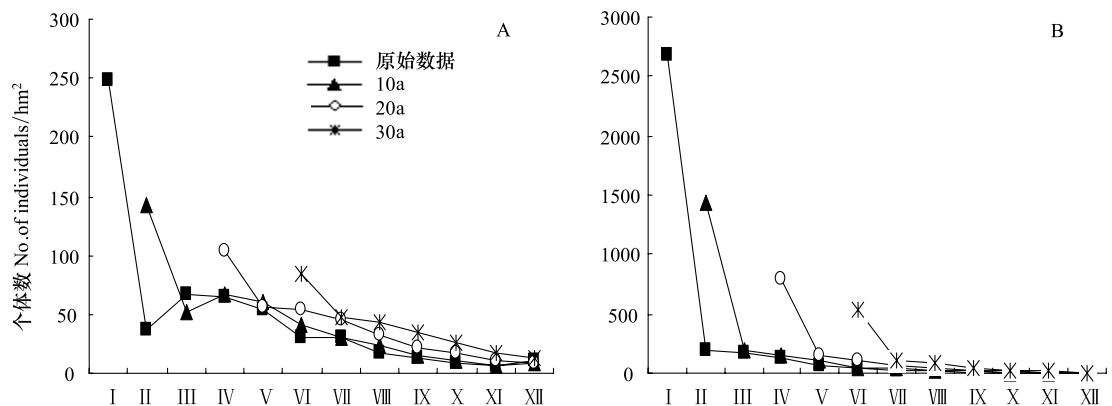 300
250
200
150
100
50
0
A
原始数据
10a
20a
30a
个体数 No.of individuals/hm²
Ⅰ Ⅱ Ⅲ Ⅳ Ⅴ Ⅵ Ⅶ Ⅷ Ⅸ Ⅹ Ⅺ Ⅻ
3000
2500
2000
1500
1000
500
0
B
Ⅰ Ⅱ Ⅲ Ⅳ Ⅴ Ⅵ Ⅶ Ⅷ Ⅸ Ⅹ Ⅺ Ⅻ